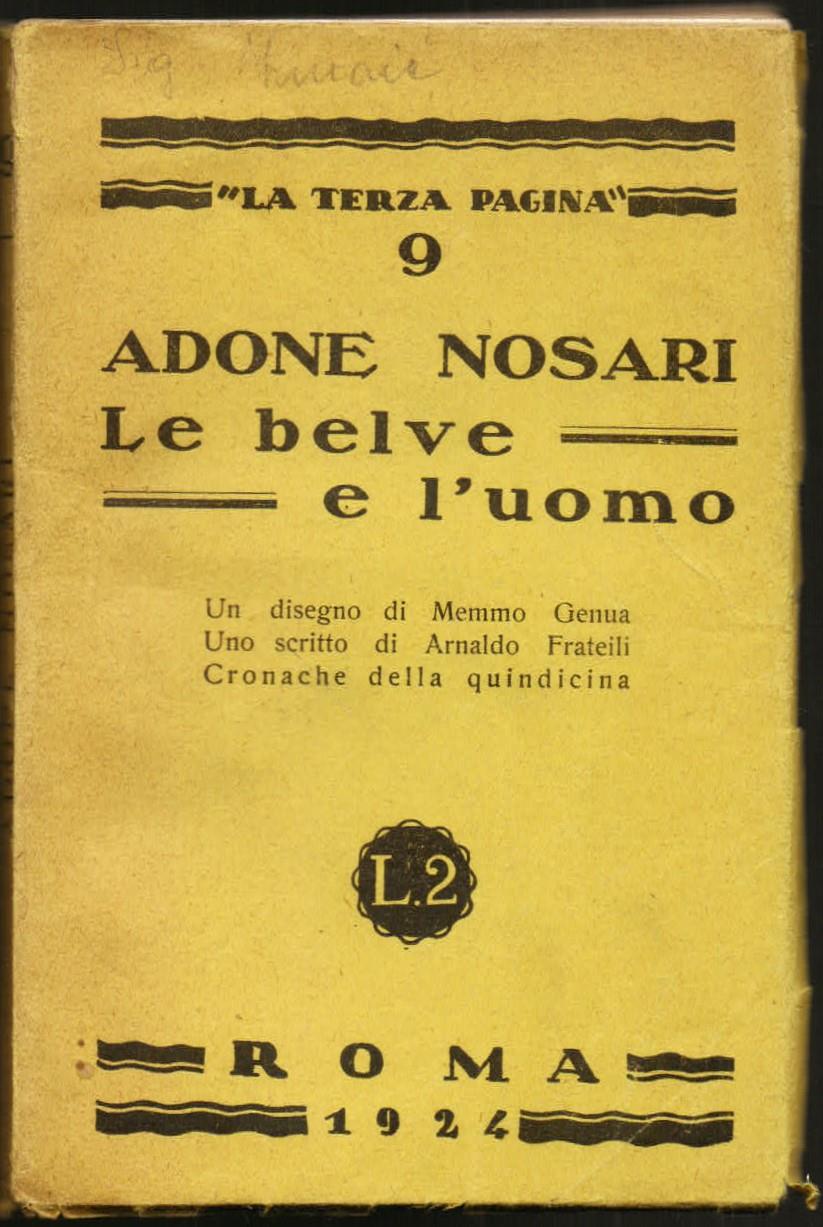 Sig
"LA TERZA PAGINA"
9
ADONE NOSARI
Le belve
e l'uomo
Un disegno di Memmo Genua
Uno scritto di Arnaldo Frateili
Cronache della quindicina
L.2
ROMA
1924